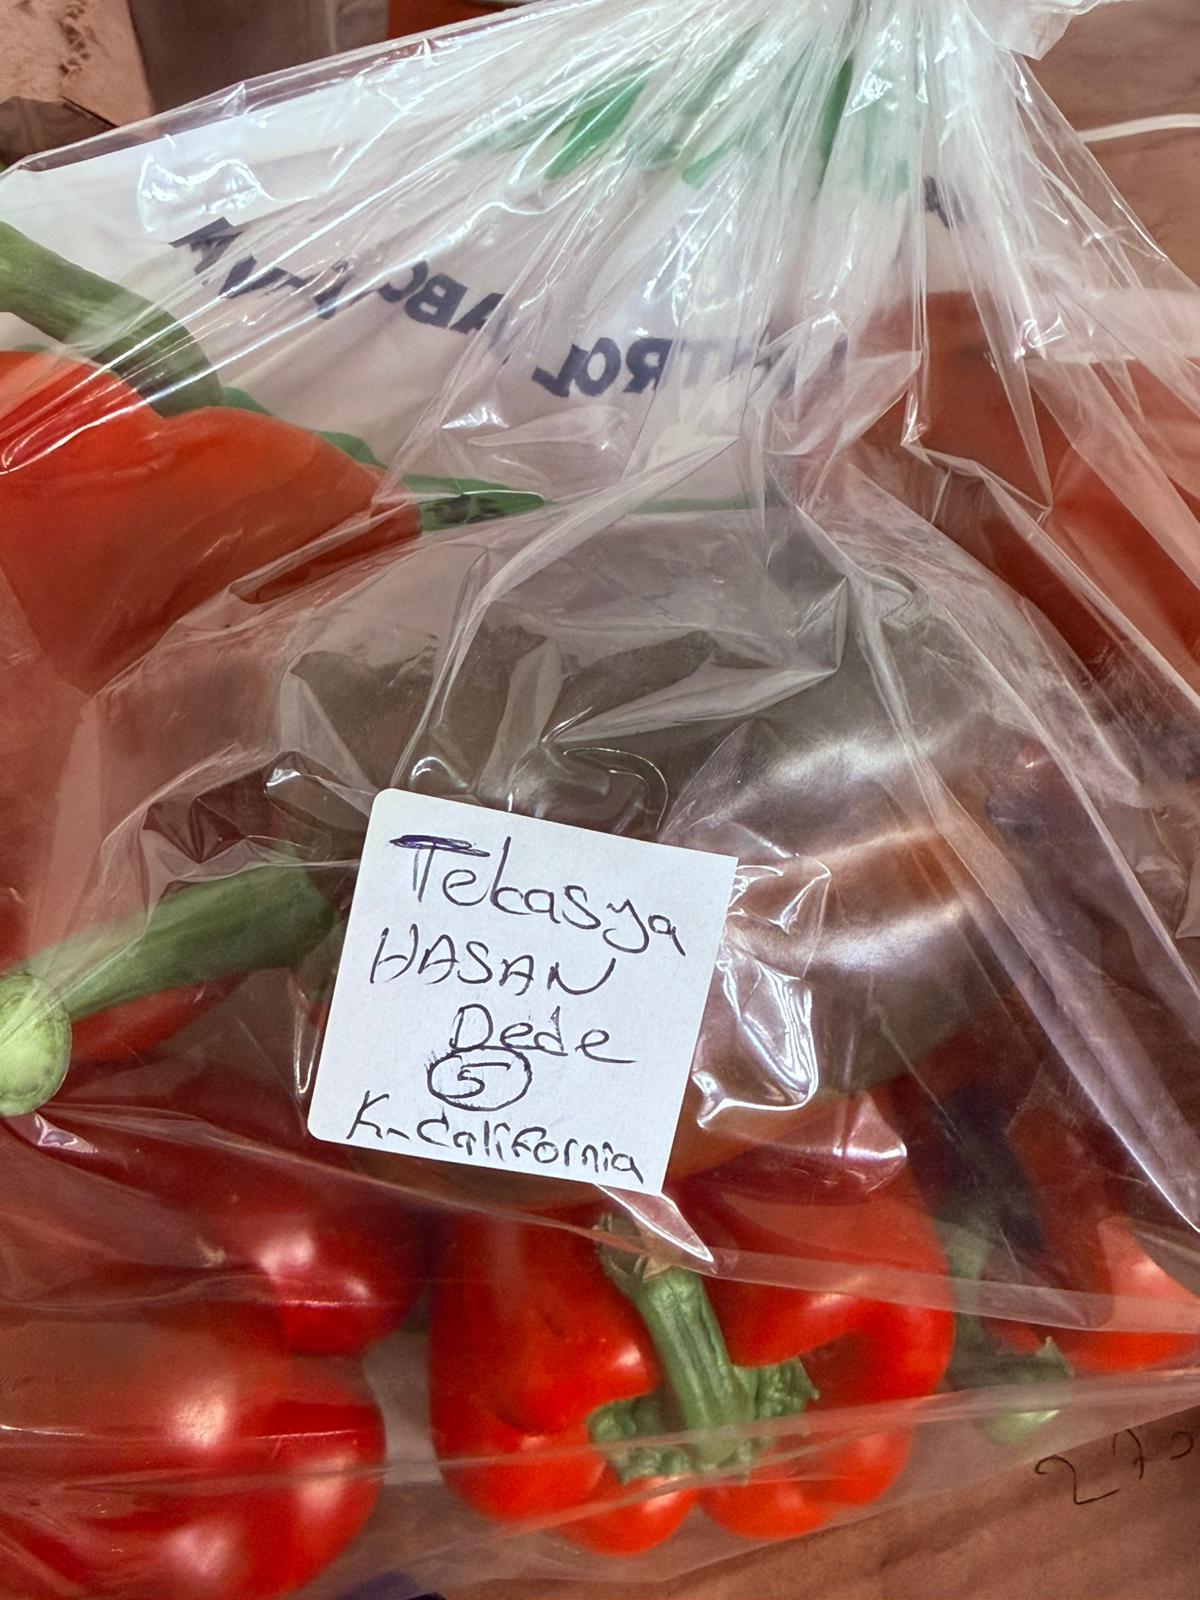 Tekasya
HASAN
Dede
5
K-California